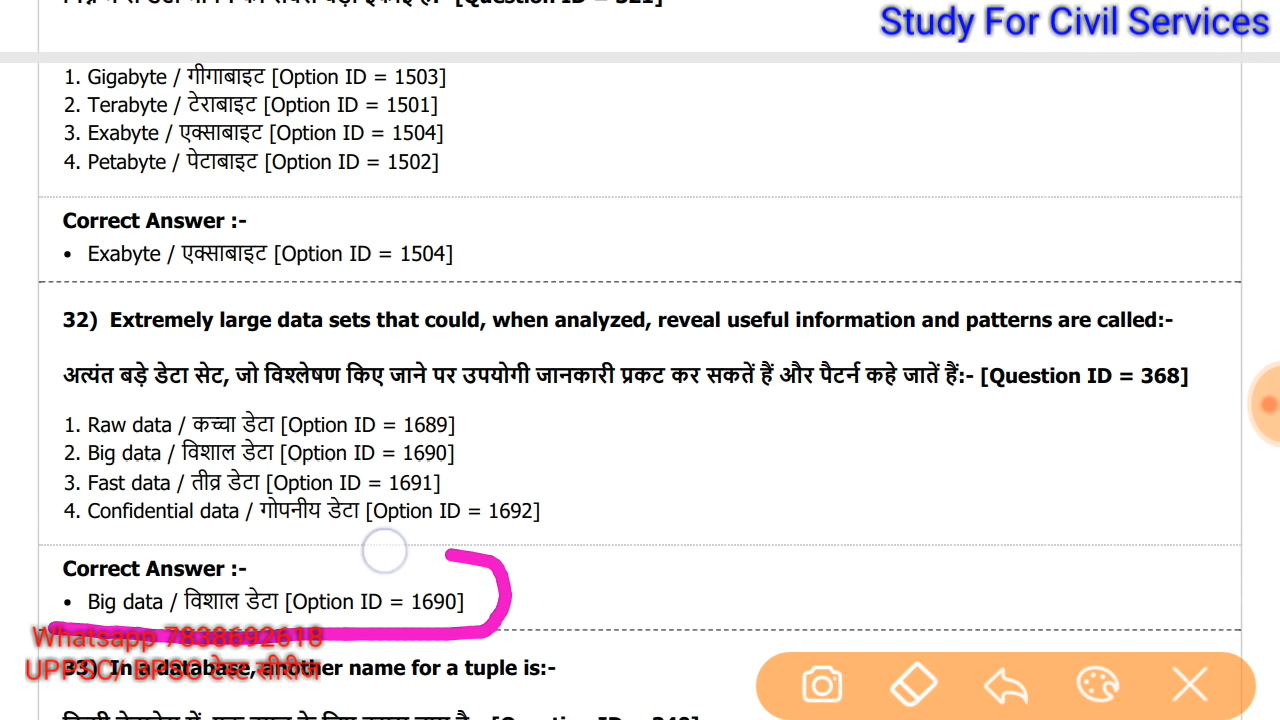 [Question ID = 321]
Study For Civil Services
1. Gigabyte / गीगाबाइट [Option ID = 1503]
2. Terabyte / टेराबाइट [Option ID = 1501]
3. Exabyte / एक्साबाइट [Option ID = 1504]
4. Petabyte / पेटाबाइट [Option ID = 1502]
Correct Answer :-
• Exabyte / एक्साबाइट [Option ID = 1504]
32) Extremely large data sets that could, when analyzed, reveal useful information and patterns are called:-
अत्यंत बड़े डेटा सेट, जो विश्लेषण किए जाने पर उपयोगी जानकारी प्रकट कर सकतें हैं और पैटर्न कहे जातें हैं:- [Question ID = 368]
1. Raw data / कच्चा डेटा [Option ID = 1689]
2. Big data / विशाल डेटा [Option ID = 1690]
3. Fast data / तीव्र डेटा [Option ID = 1691]
4. Confidential data / गोपनीय डेटा [Option ID = 1692]
Correct Answer :-
• Big data / विशाल डेटा [Option ID = 1690]
Whatsapp 7838692618
UPPSC/ BPSC टेस्ट सीरीज
33) In a database, another name for a tuple is:-